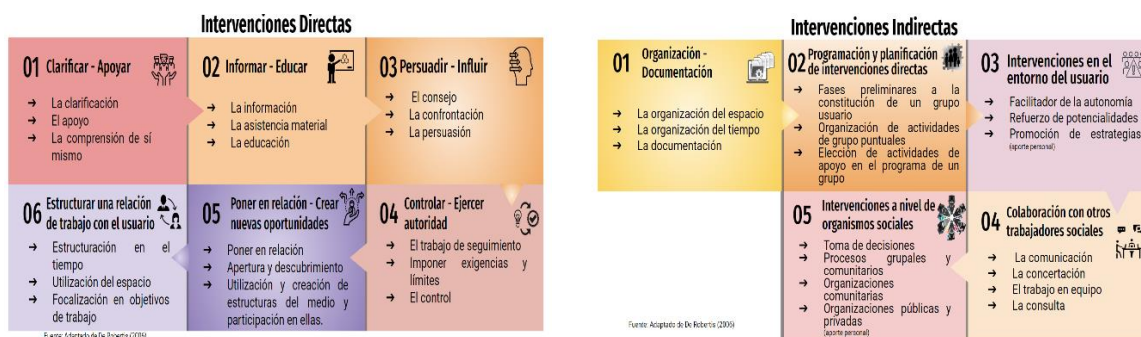 Intervenciones Directas
01 Clarificar - Apoyar
→ La clarificación
→ El apoyo
→ La comprensión de sí
mismo
02 Informar - Educar
→ La información
→ La asistencia material
→ La educación
03 Persuadir - Influir
→ El consejo
→ La confrontación
→ La persuasión
06 Estructurar una relación
de trabajo con el usuario
→ Estructuración en el
tiempo
→ Utilización del espacio
→ Focalización en objetivos
de trabajo
05 Poner en relación - Crear
nuevas oportunidades
→ Poner en relación
→ Apertura y descubrimiento
→ Utilización y creación de
estructuras del medio y
participación en ellas.
04 Controlar - Ejercer
autoridad
→ El trabajo de seguimiento
→ Imponer exigencias y
límites
→ El control
Fuente: Adaptado de De Robertis (2006)
Intervenciones Indirectas
01 Organización -
Documentación
→ La organización del espacio
→ La organización del tiempo
→ La documentación
02 Programación y planificación
de intervenciones directas
→ Fases preliminares a la
constitución de un grupo
usuario
→ Organización de actividades
de grupo puntuales
→ Elección de actividades de
apoyo en el programa de un
grupo
03 Intervenciones en el
entorno del usuario
→ Facilitador de la autonomía
→ Refuerzo de potencialidades
→ Promoción de estrategias
(aporte personal)
05 Intervenciones a nivel de
organismos sociales
→ Toma de decisiones
→ Procesos grupales y
comunitarios
→ Organizaciones
comunitarias
→ Organizaciones públicas y
privadas
(aporte personal)
04 Colaboración con otros
trabajadores sociales
→ La comunicación
→ La concertación
→ El trabajo en equipo
→ La consulta
Fuente: Adaptado de De Robertis (2006)